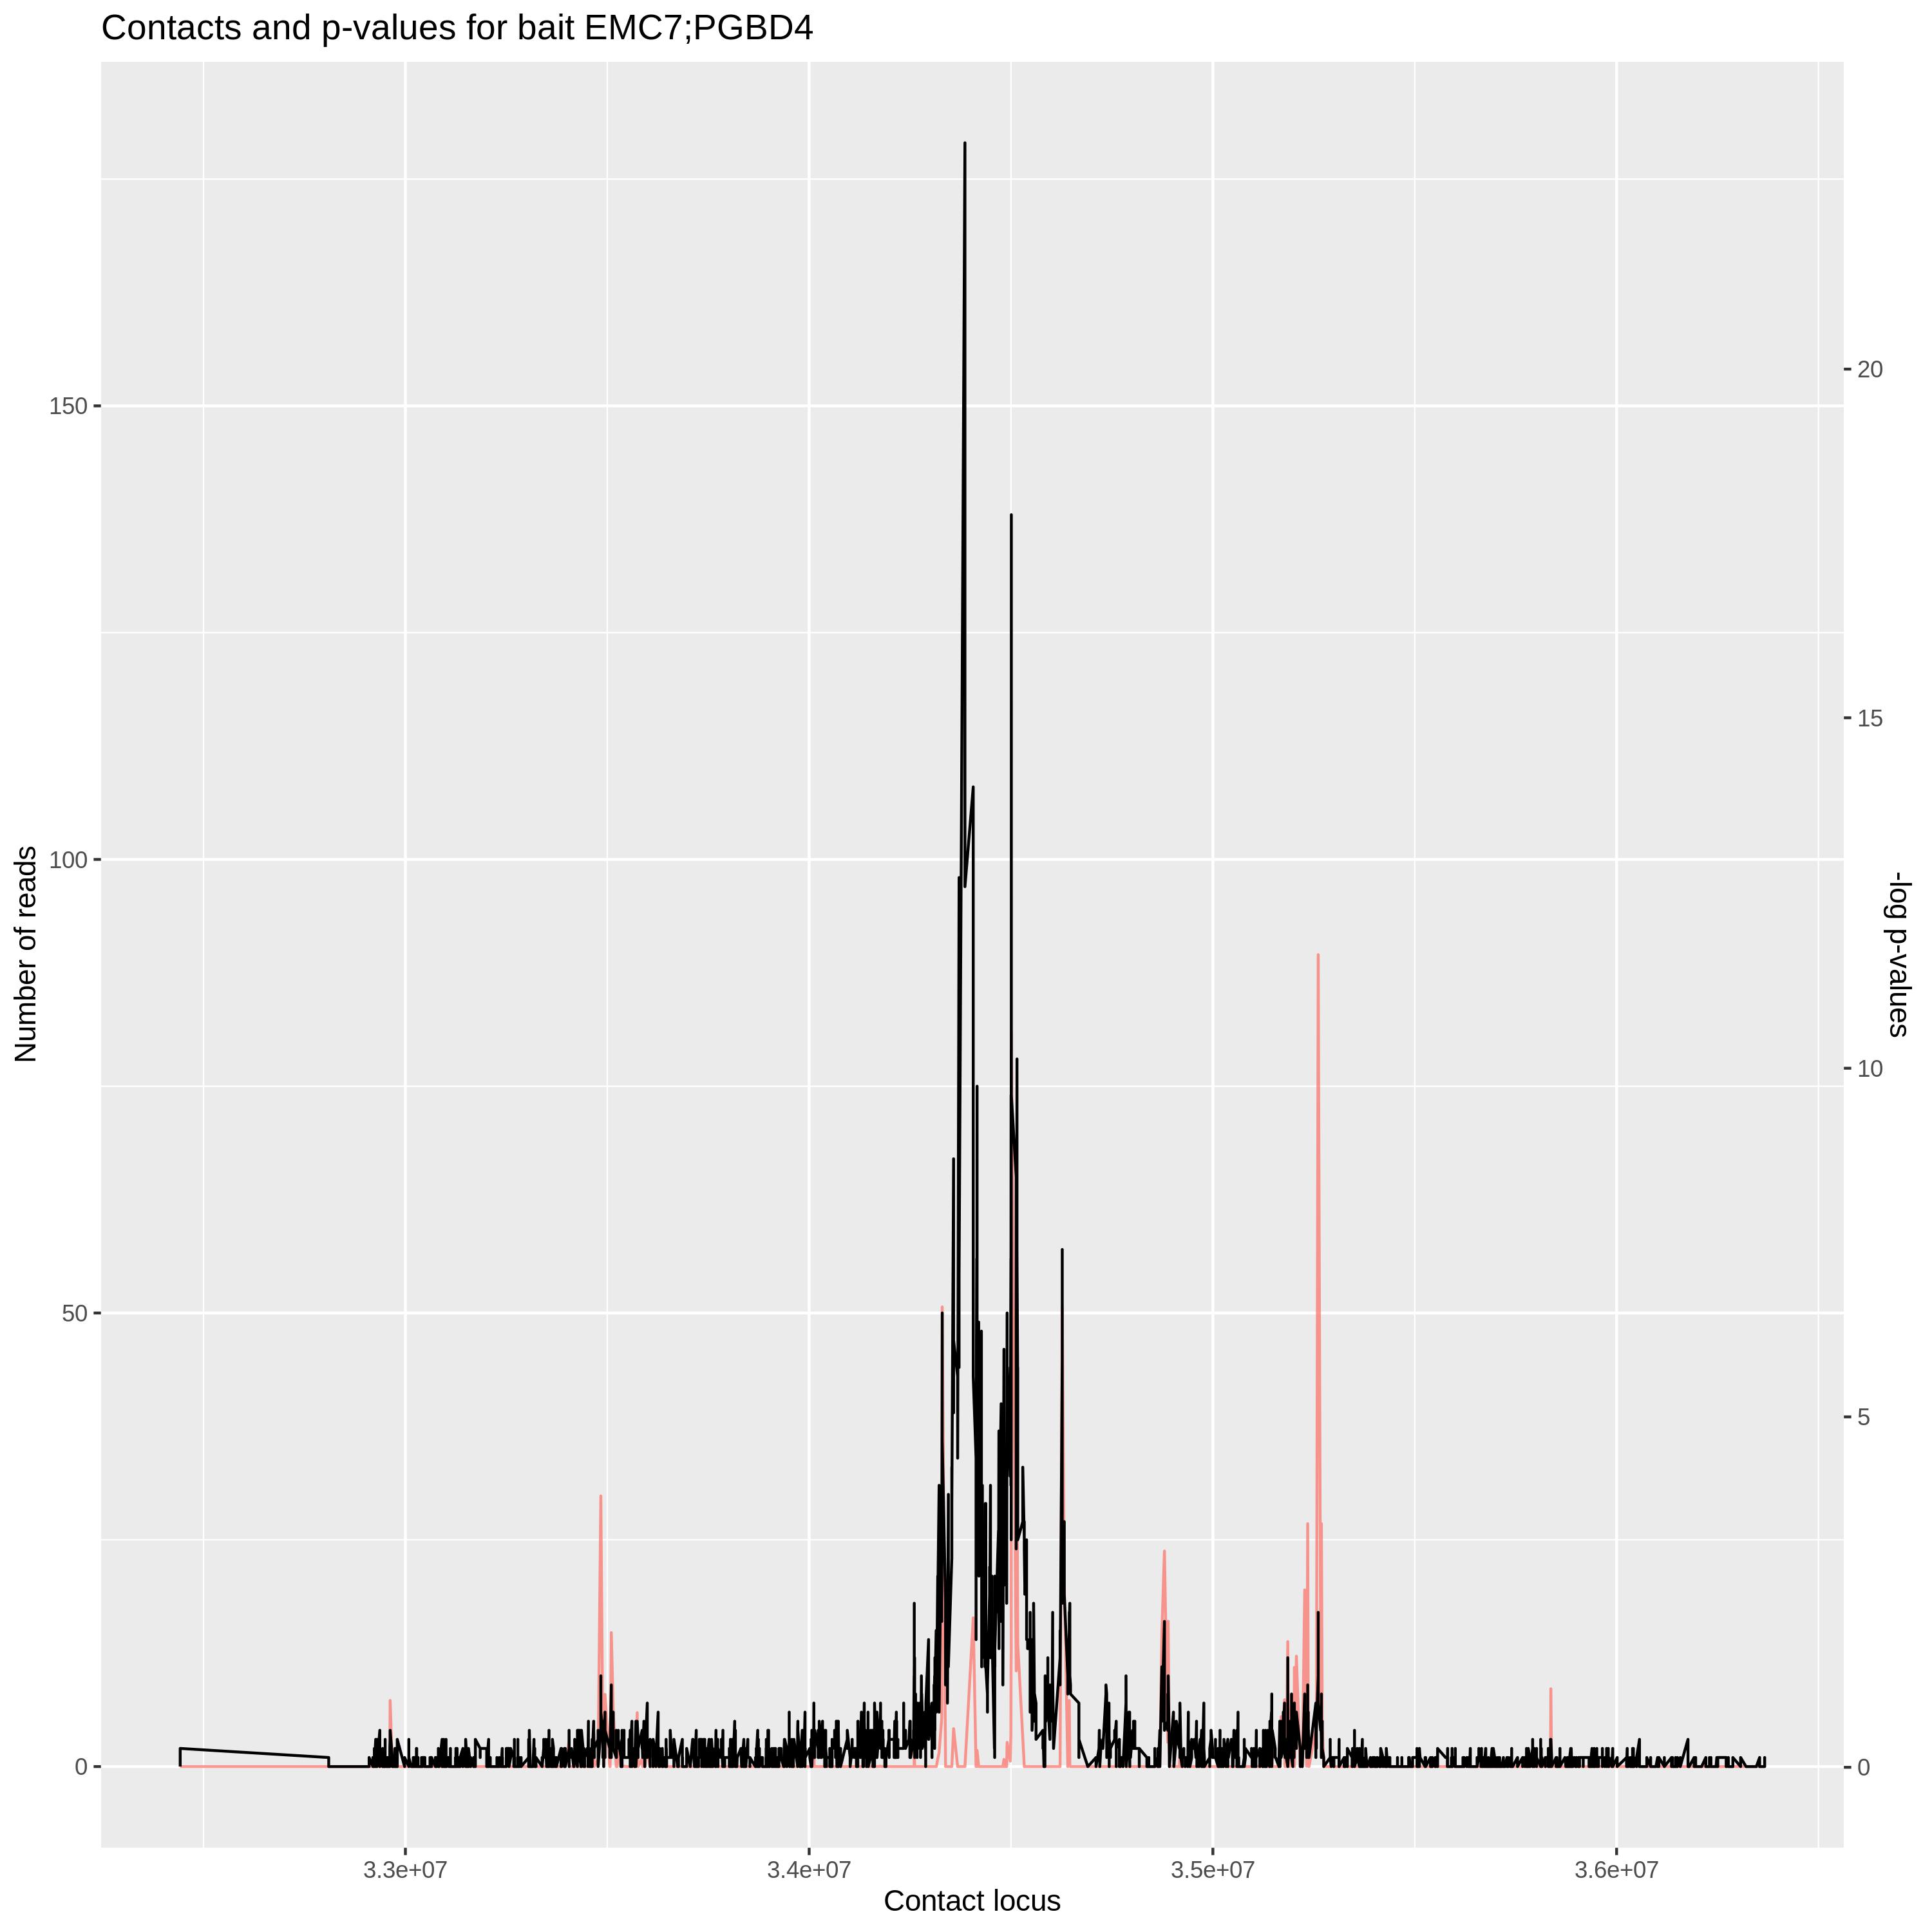 Contacts and p-values for bait EMC7;PGBD4
150
100
50
0
20
15
10
5
0
Number of reads
-log p-values
3.3e+07
3.4e+07
3.5e+07
3.6e+07
Contact locus